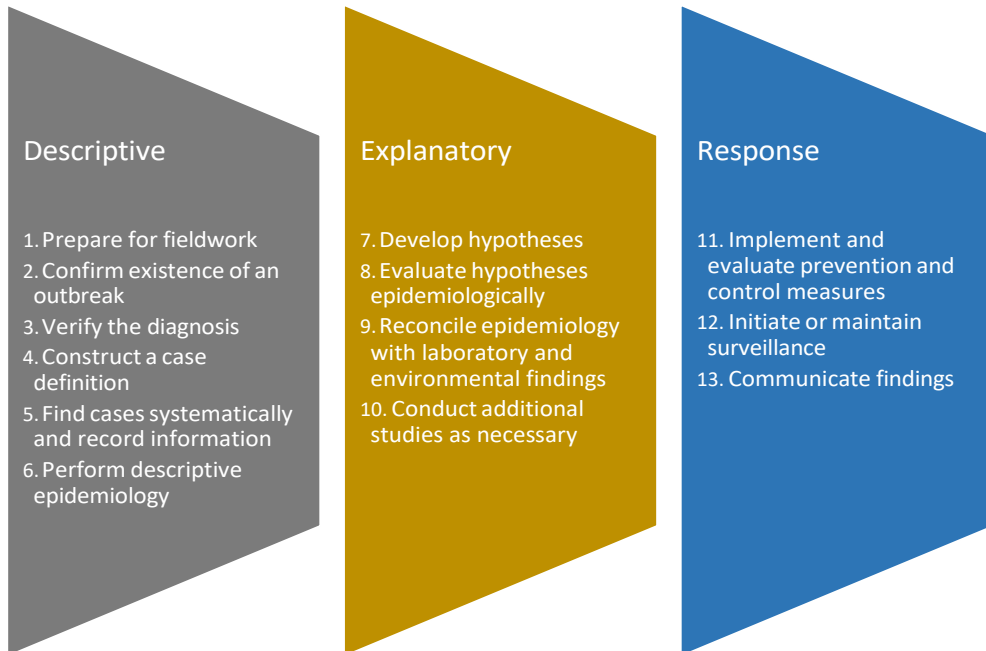 Descriptive
1. Prepare for fieldwork
2. Confirm existence of an
outbreak
3. Verify the diagnosis
4. Construct a case
definition
5. Find cases systematically
and record information
6. Perform descriptive
epidemiology
Explanatory
7. Develop hypotheses
8. Evaluate hypotheses
epidemiologically
9. Reconcile epidemiology
with laboratory and
environmental findings
10. Conduct additional
studies as necessary
Response
11. Implement and
evaluate prevention and
control measures
12. Initiate or maintain
surveillance
13. Communicate findings